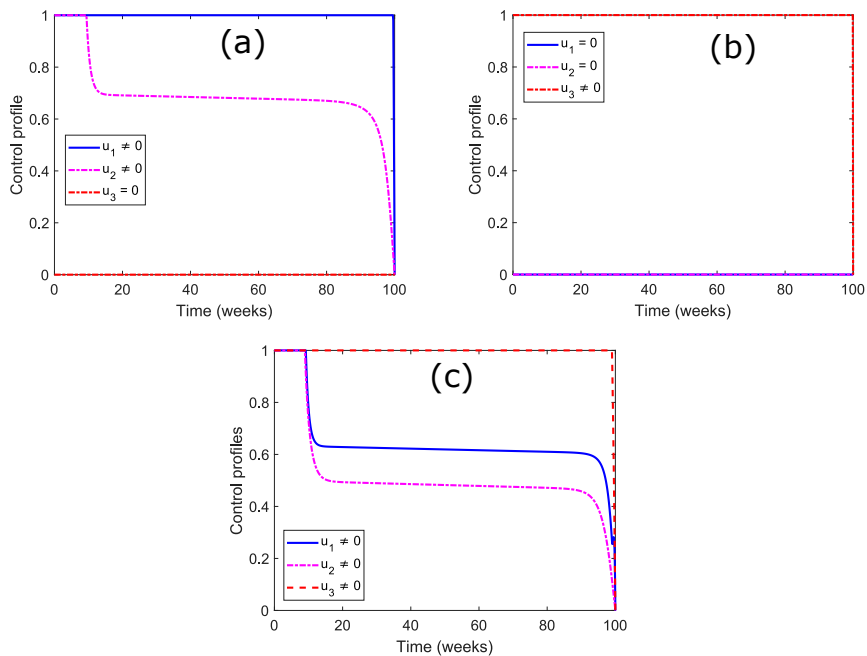 (a)
Control profile
1
0.8
0.6
0.4
0.2
0
u1 ≠ 0
u2 ≠ 0
u3 = 0
0 20 40 60 80 100
Time (weeks)
(b)
Control profile
1
0.8
0.6
0.4
0.2
0
u1 = 0
u2 = 0
u3 ≠ 0
0 20 40 60 80 100
Time (weeks)
(c)
Control profiles
1
0.8
0.6
0.4
0.2
0
u1 ≠ 0
u2 ≠ 0
u3 ≠ 0
0 20 40 60 80 100
Time (weeks)